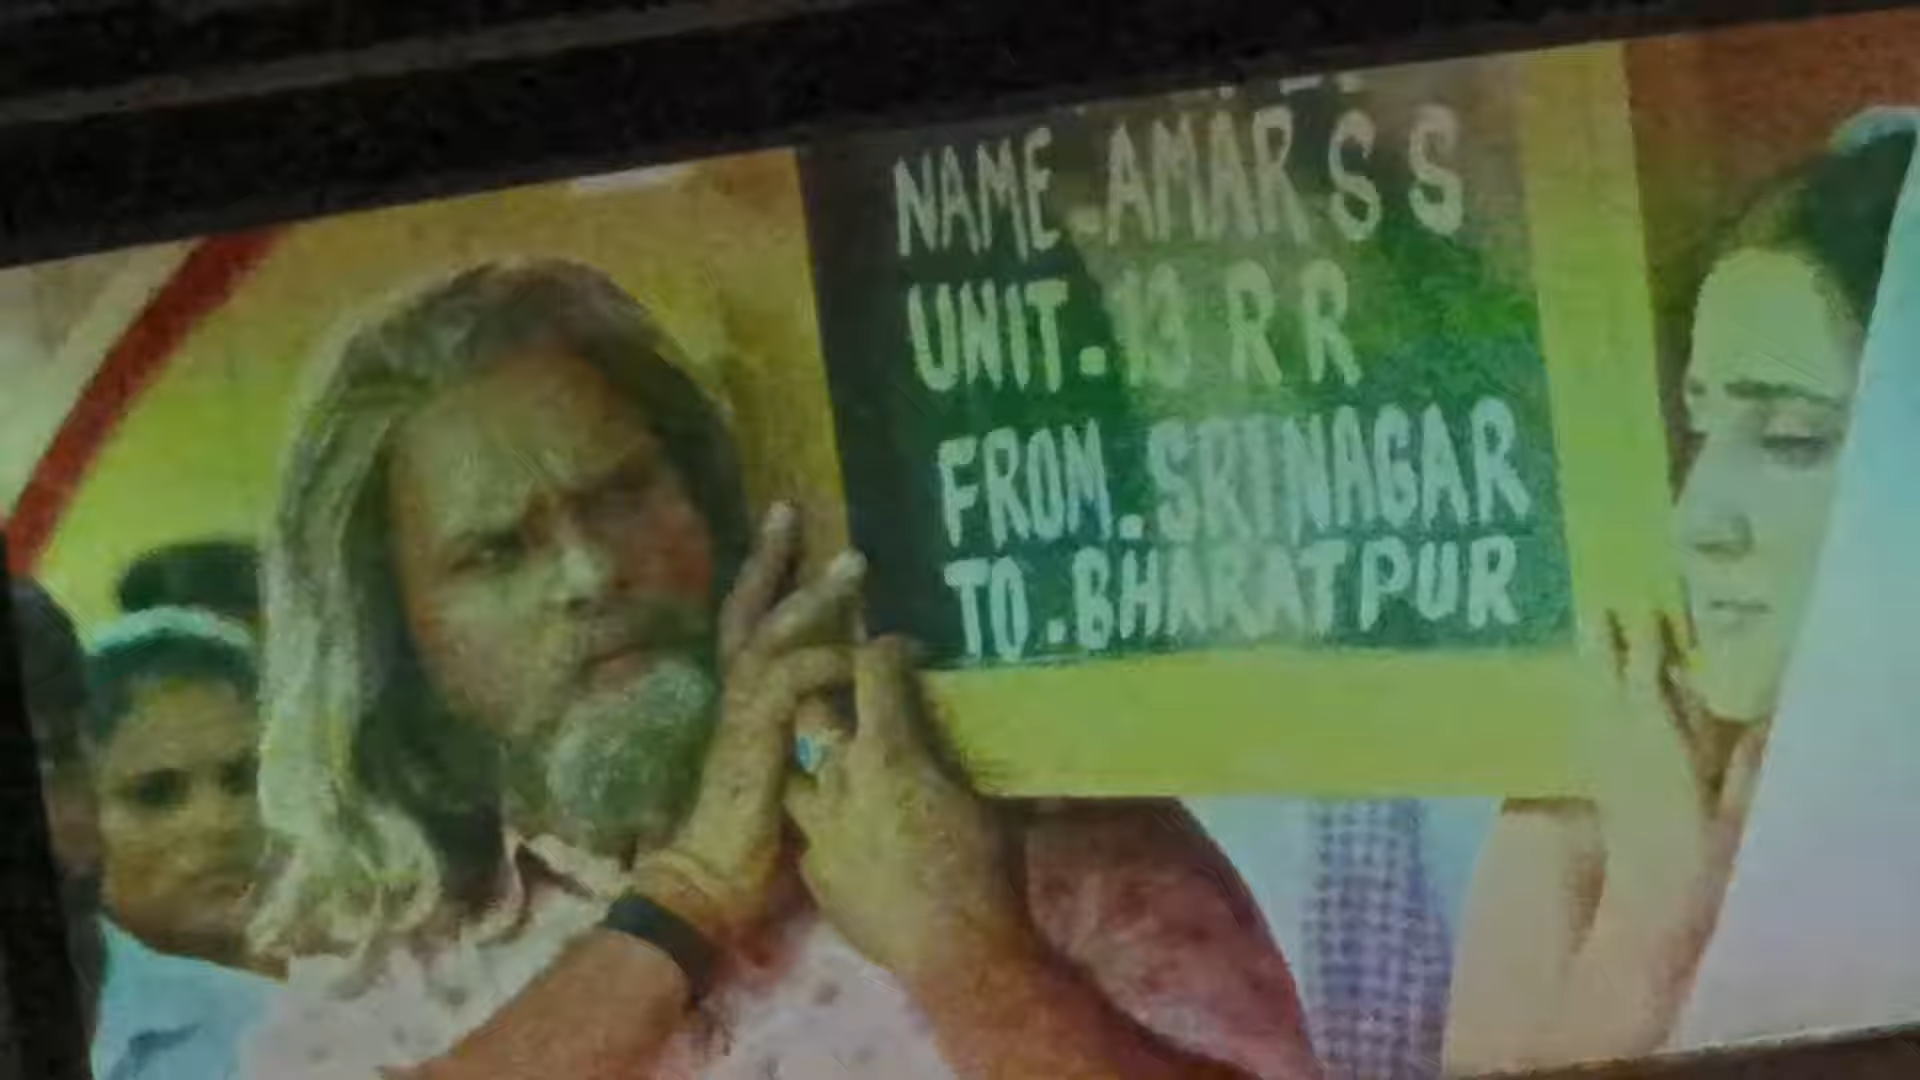 NAME.AMAR S S
UNIT.13 R R
FROM.SRINAGAR
TO.BHARATPUR